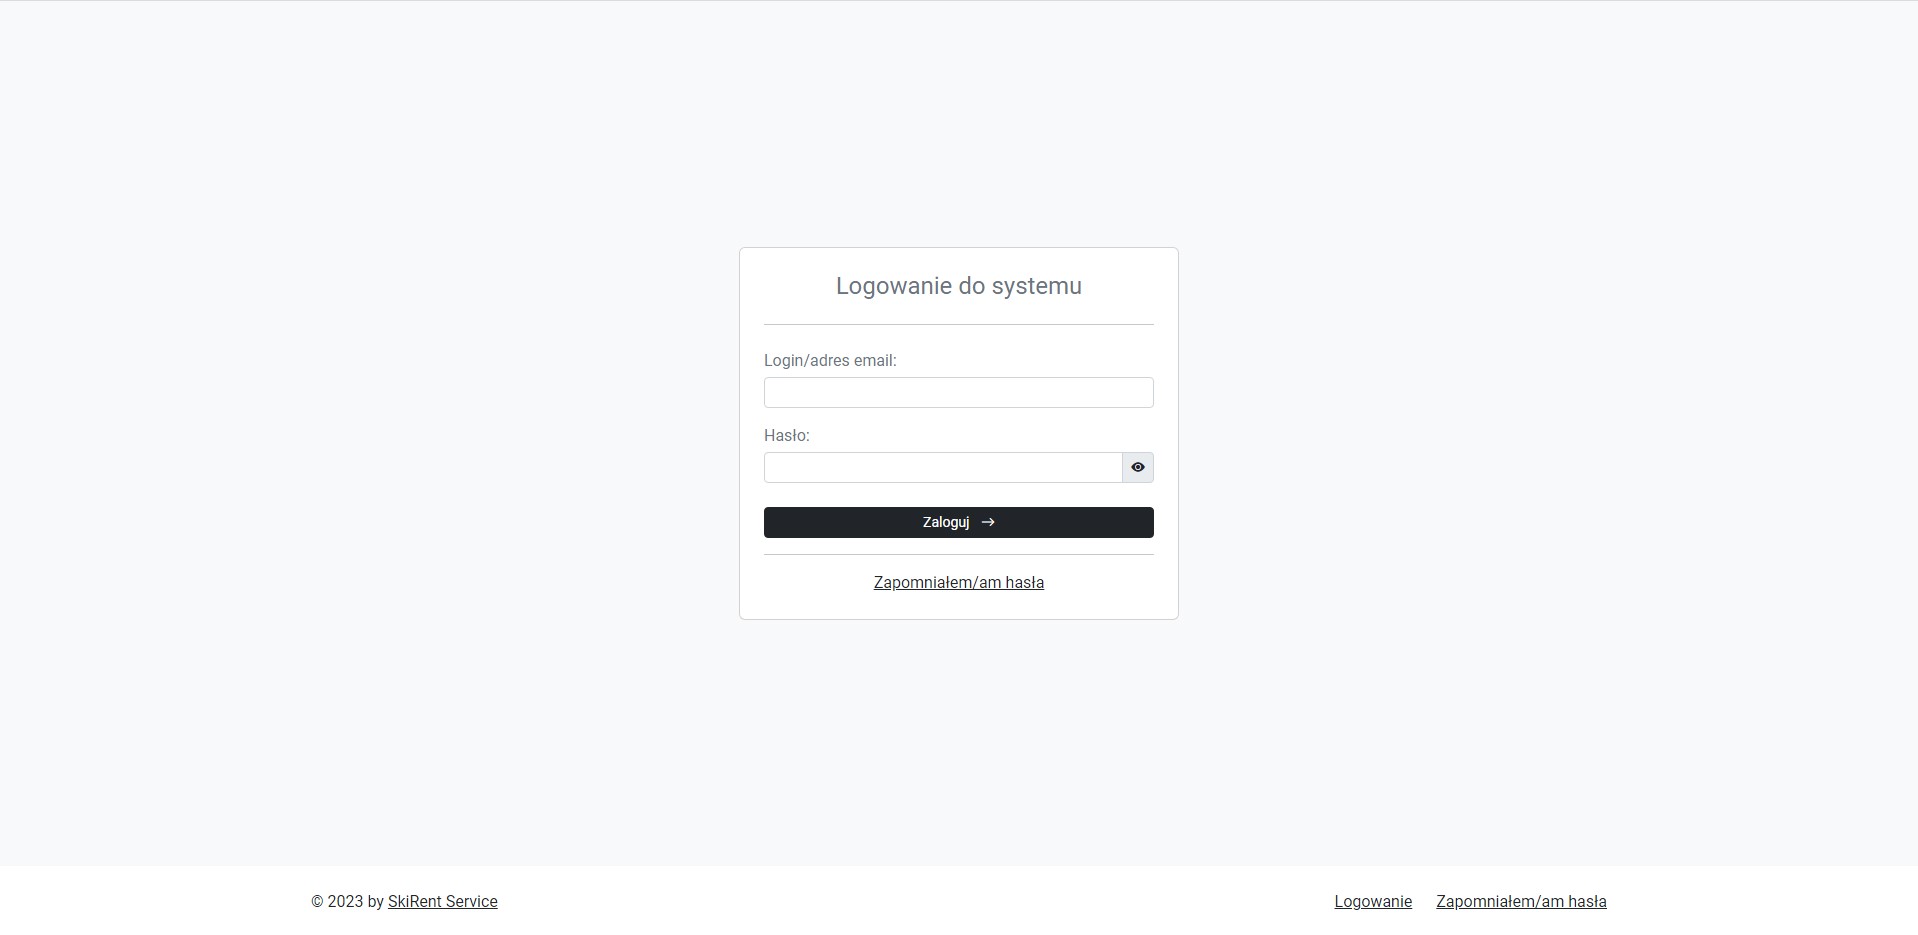 Logowanie do systemu
Login/adres email:
Hasło:
Zaloguj →
Zapomniałem/am hasła
© 2023 by SkiRent Service
Logowanie Zapomniałem/am hasła